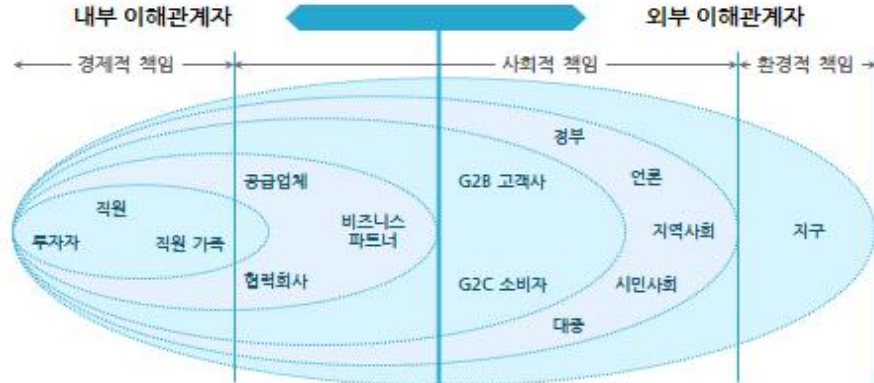 내부 이해관계자
외부 이해관계자
경제적 책임
사회적 책임
환경적 책임
정부
공급업체
G2B 고객사
언론
직원
비즈니스
파트너
투자자
직원 가족
지역사회
지구
협력회사
G2C 소비자
시민사회
대중